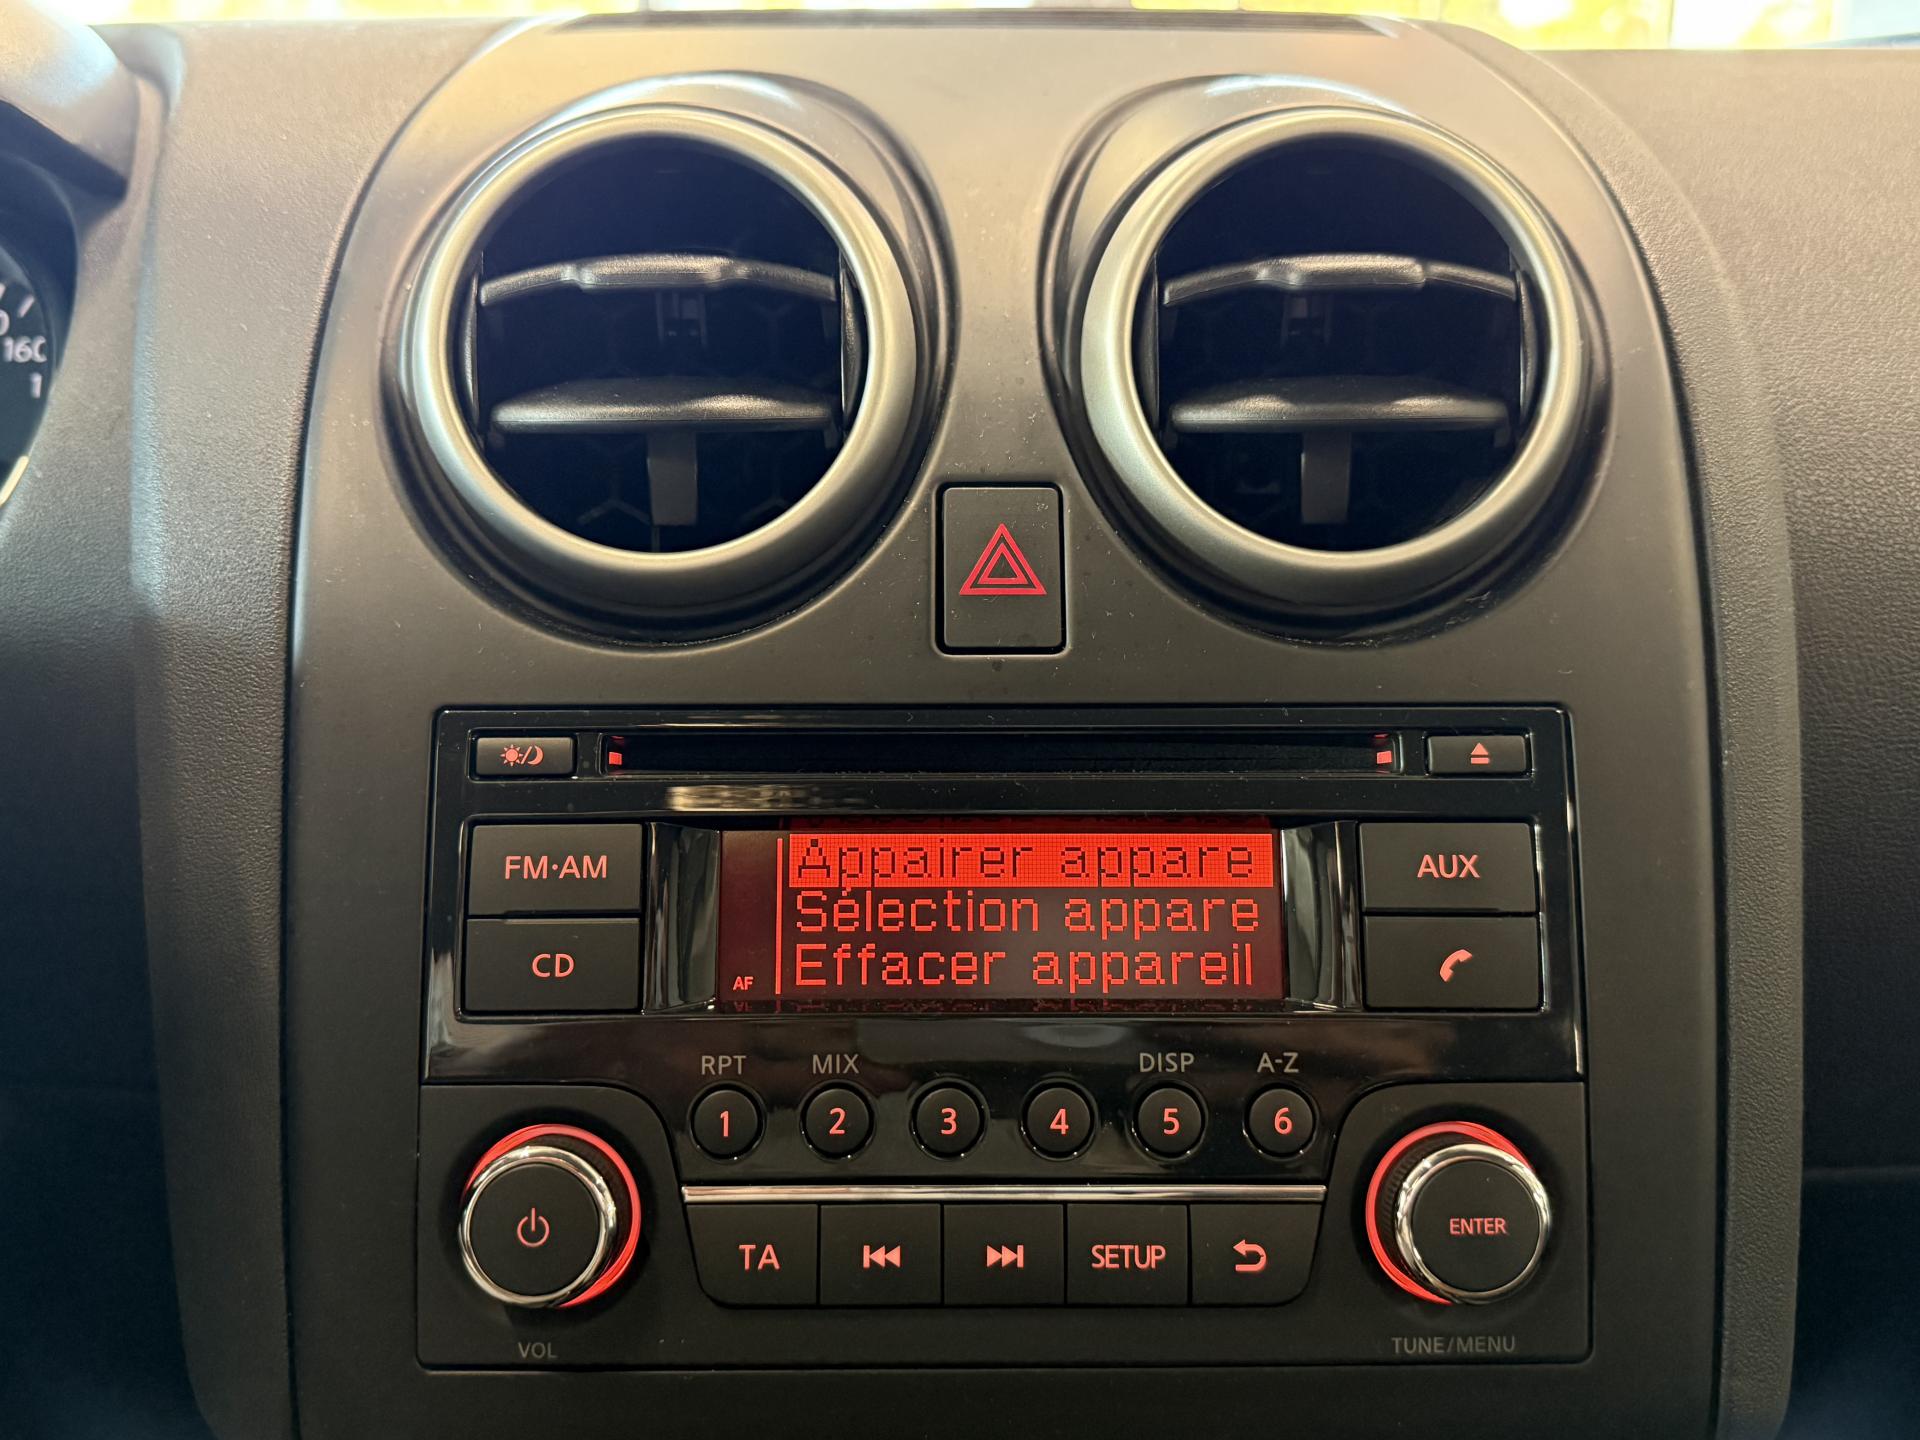 160
FM·AM
AUX
CD
Appairer appare
Sélection appare
Effacer appareil
AF
RPT MIX DISP A-Z
1 2 3 4 5 6
TA SETUP
ENTER
VOL
TUNE/MENU